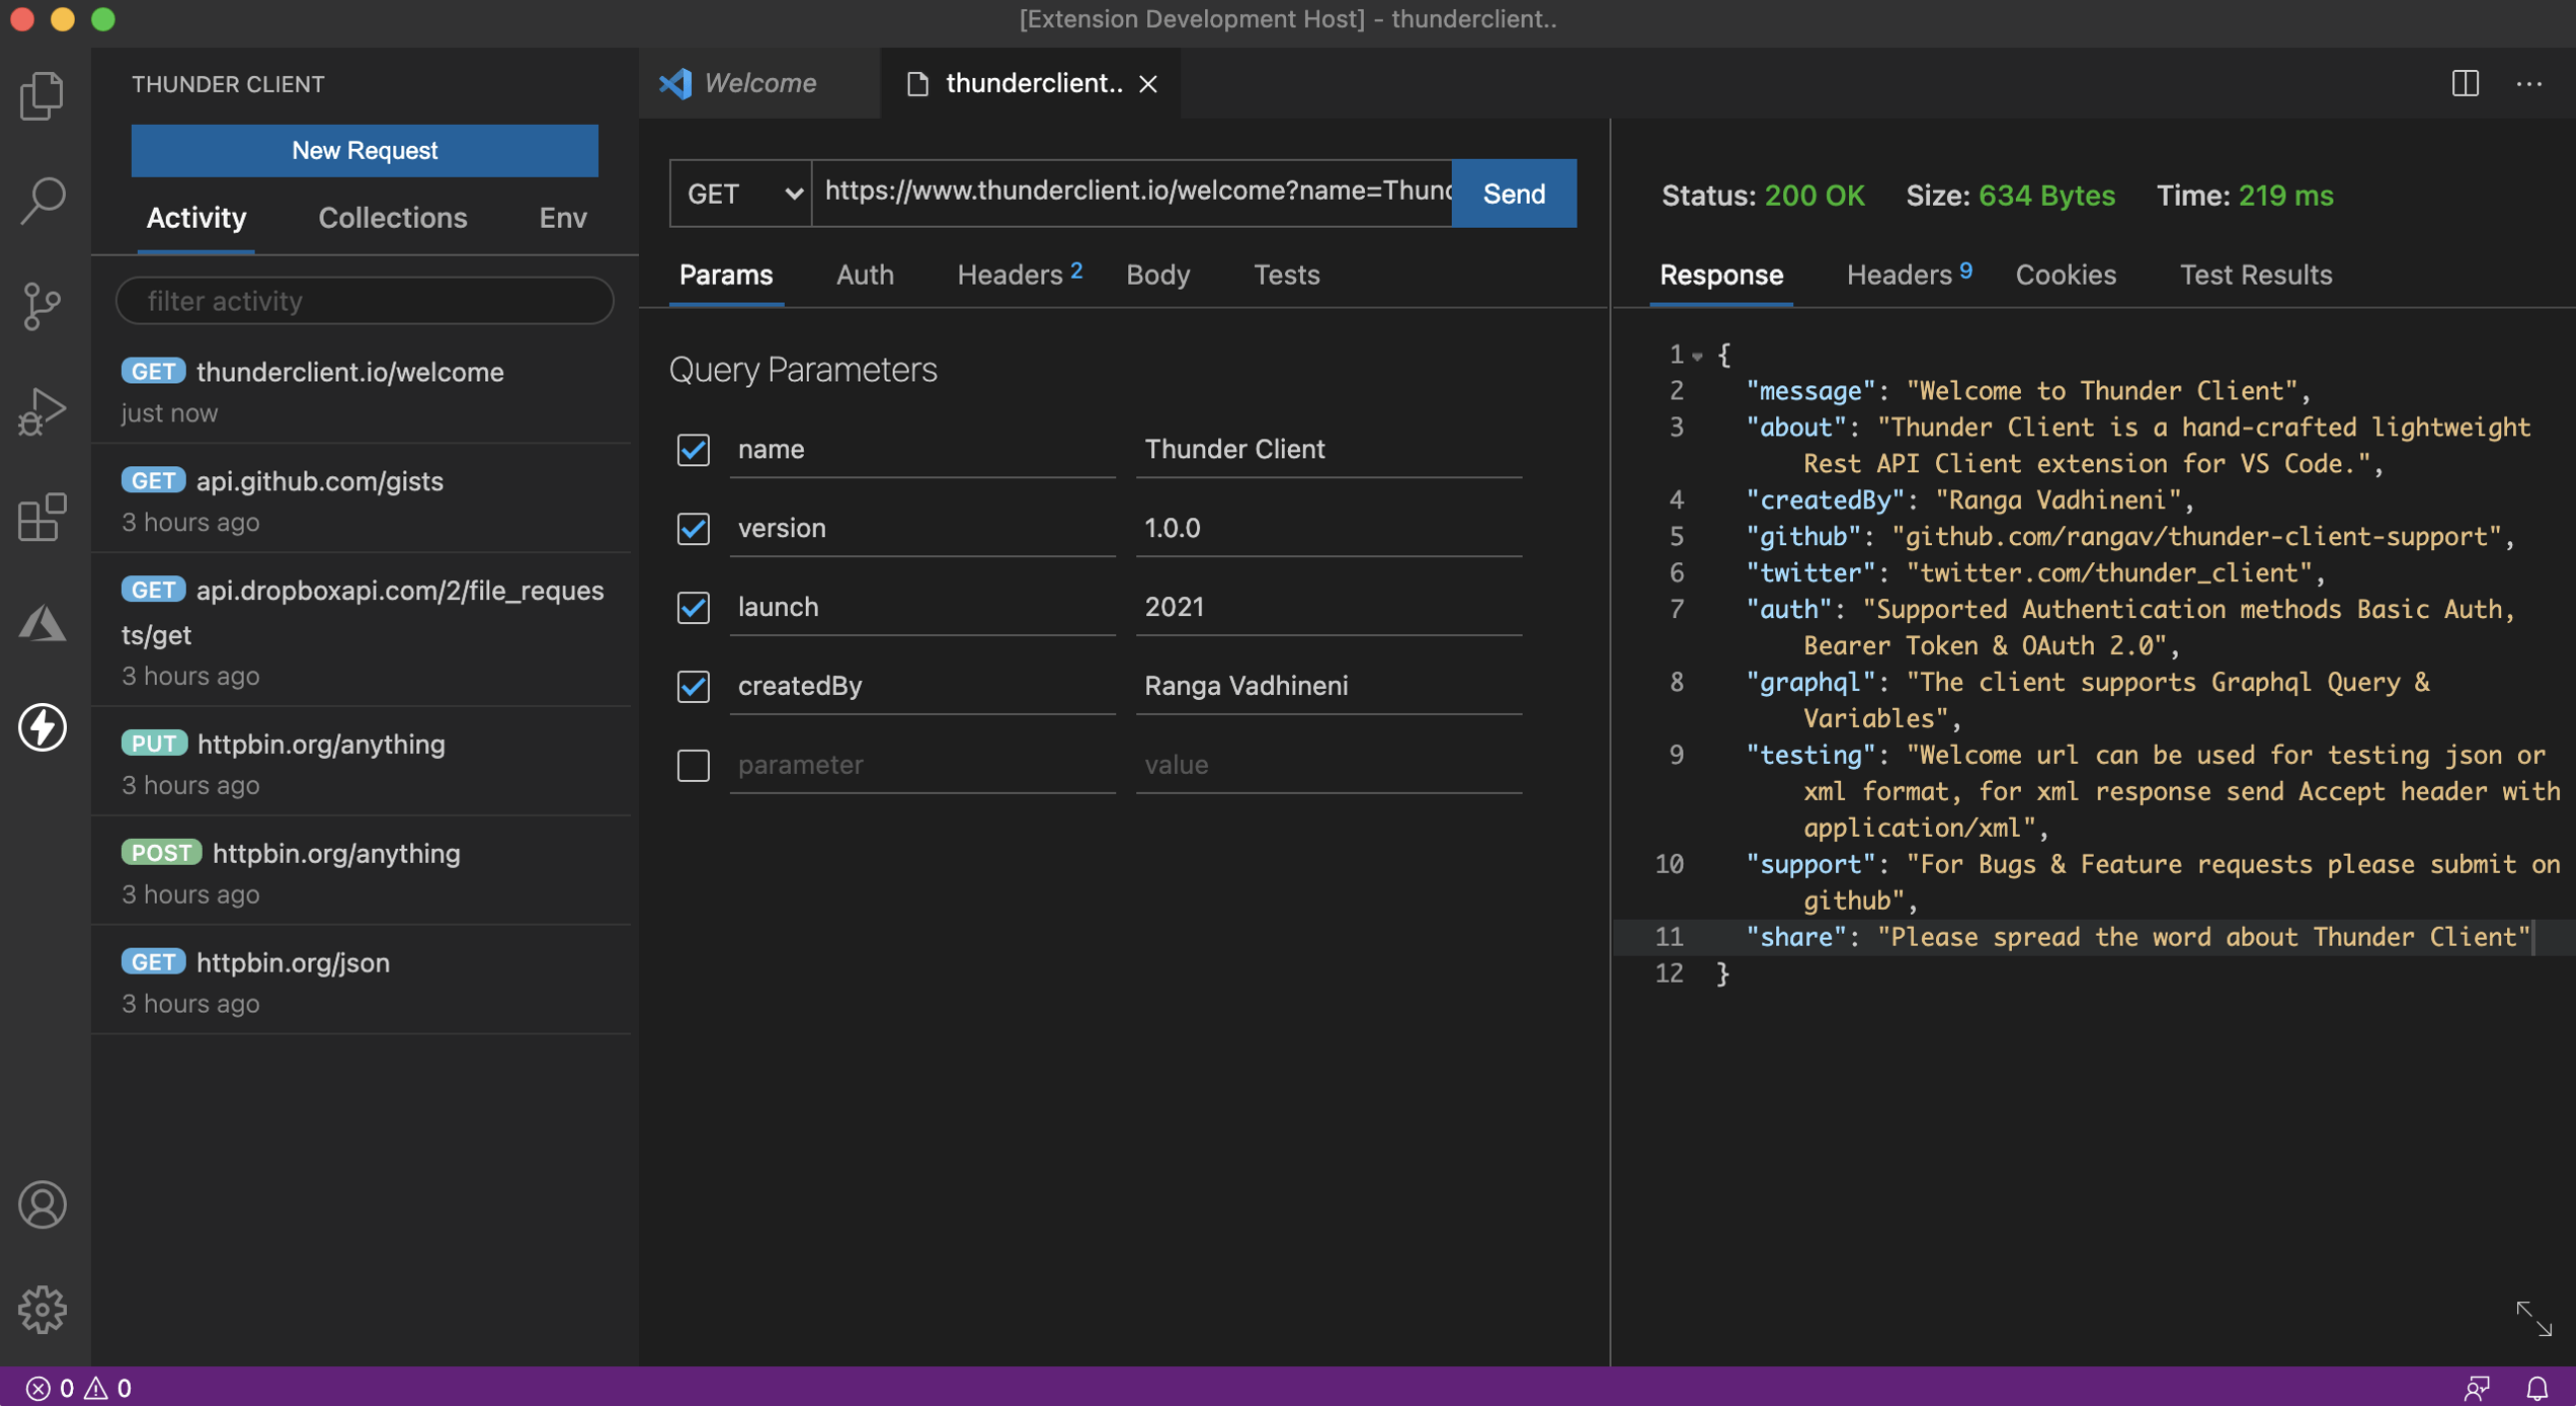 [Extension Development Host] - thunderclient..
THUNDER CLIENT
New Request
Activity Collections Env
filter activity
GET thunderclient.io/welcome
just now
GET api.github.com/gists
3 hours ago
GET api.dropboxapi.com/2/file_reques
ts/get
3 hours ago
PUT httpbin.org/anything
3 hours ago
POST httpbin.org/anything
3 hours ago
GET httpbin.org/json
3 hours ago
Welcome thunderclient..
GET https://www.thunderclient.io/welcome?name=Thund Send
Params Auth Headers 2 Body Tests
Query Parameters
name Thunder Client
version 1.0.0
launch 2021
createdBy Ranga Vadhineni
parameter value
Status: 200 OK Size: 634 Bytes Time: 219 ms
Response Headers 9 Cookies Test Results
1 {
2 "message": "Welcome to Thunder Client",
3 "about": "Thunder Client is a hand-crafted lightweight
Rest API Client extension for VS Code.",
4 "createdBy": "Ranga Vadhineni",
5 "github": "github.com/rangav/thunder-client-support",
6 "twitter": "twitter.com/thunder_client",
7 "auth": "Supported Authentication methods Basic Auth,
Bearer Token & OAuth 2.0",
8 "graphql": "The client supports Graphql Query &
Variables",
9 "testing": "Welcome url can be used for testing json or
xml format, for xml response send Accept header with
application/xml",
10 "support": "For Bugs & Feature requests please submit on
github",
11 "share": "Please spread the word about Thunder Client"
12 }
0 0